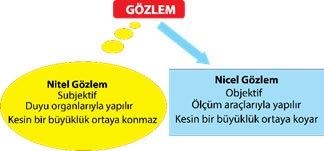 GÖZLEM
Nitel Gözlem
Subjektif
Duyu organlarıyla yapılır
Kesin bir büyüklük ortaya konmaz
Nicel Gözlem
Objektif
Ölçüm araçlarıyla yapılır
Kesin bir büyüklük ortaya koyar